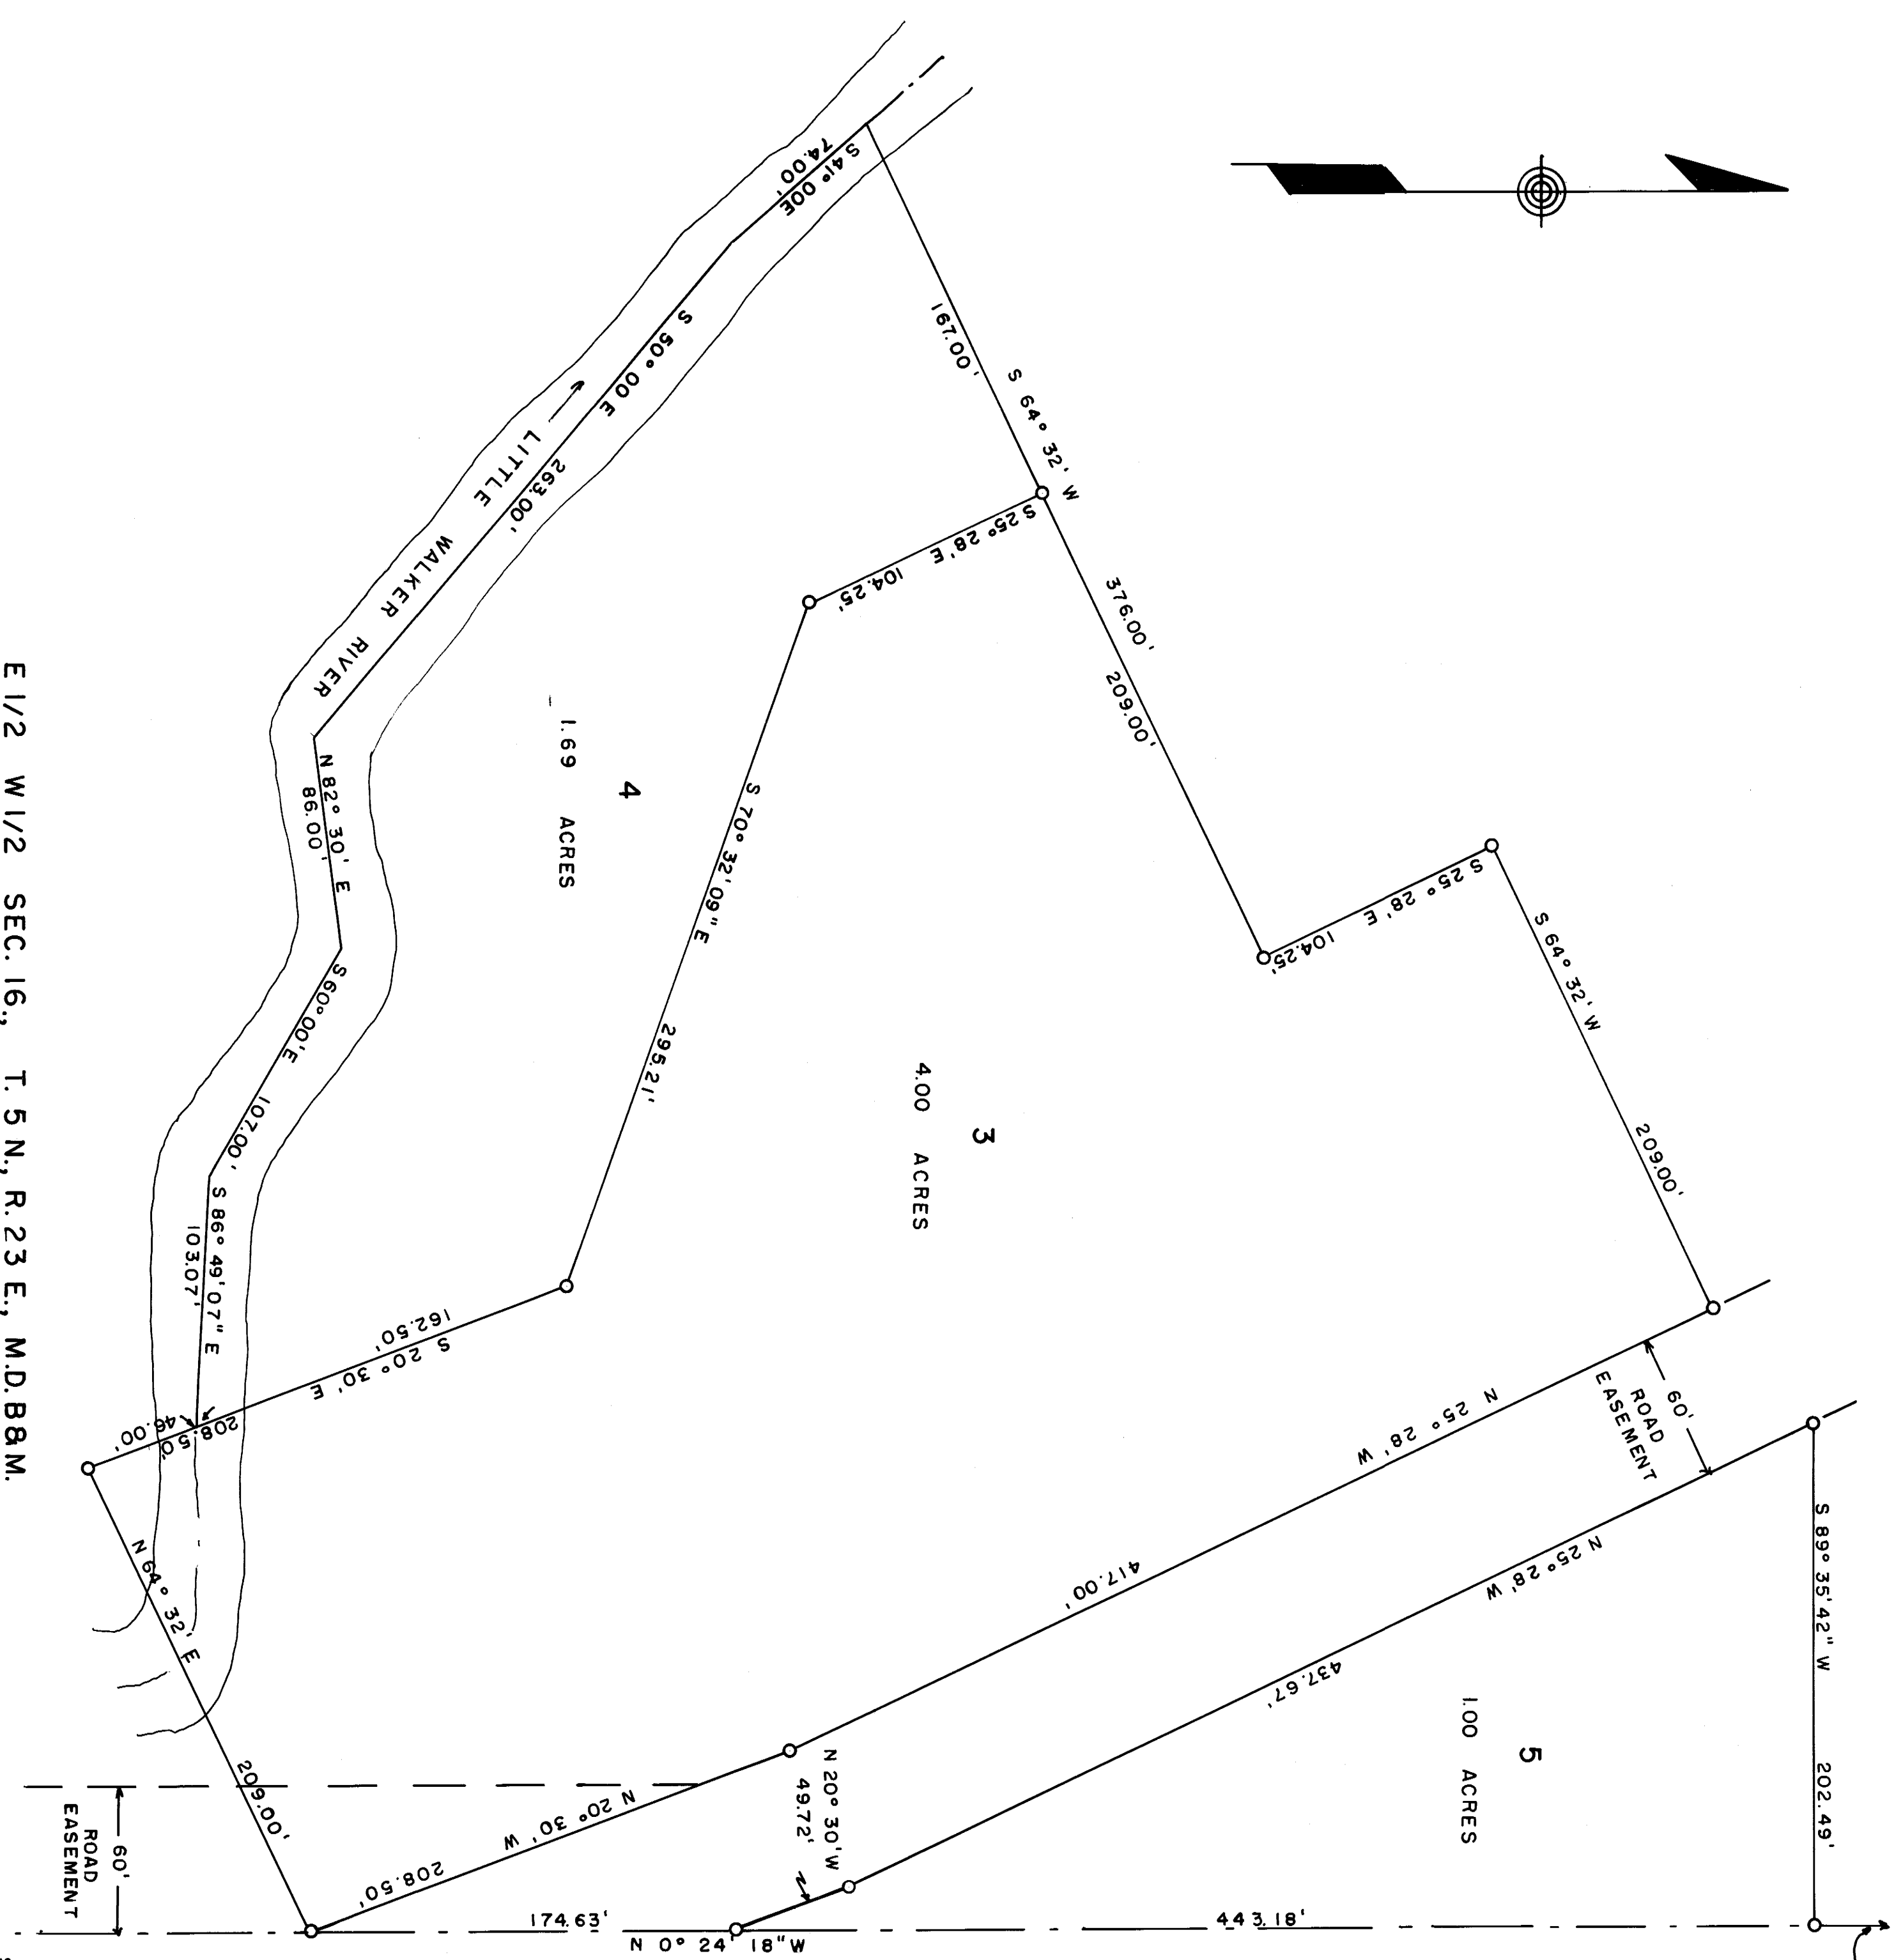 S 41° 00E
74.00'
167.00'
S 64° 32' W
376.00'
209.00'
S 25° 28' E
104.25'
S 50° 00 E
263.00'
LITTLE WALKER RIVER
N 82° 30' E
86.00'
S 60° 00' E
107.00'
S 86° 49' 07" E
103.07'
4
1.69 ACRES
S 70° 32' 09" E
295.21'
S 25° 28' E
104.25'
S 64° 32' W
209.00'
3
4.00 ACRES
162.50'
S 20° 30' E
208.50'
46.00'
N 64° 32' E
209.00'
N 25° 28' W
417.00'
60'
ROAD
EASEMENT
N 25° 28' W
437.67'
S 89° 35' 42" W
202.49'
5
1.00 ACRES
N 20° 30' W
49.72'
N 20° 30' W
208.50'
60'
ROAD
EASEMENT
174.63'
443.18'
N 0° 24' 18" W
E 1/2 W 1/2 SEC. 16., T. 5 N., R. 23 E., M.D.B&M.